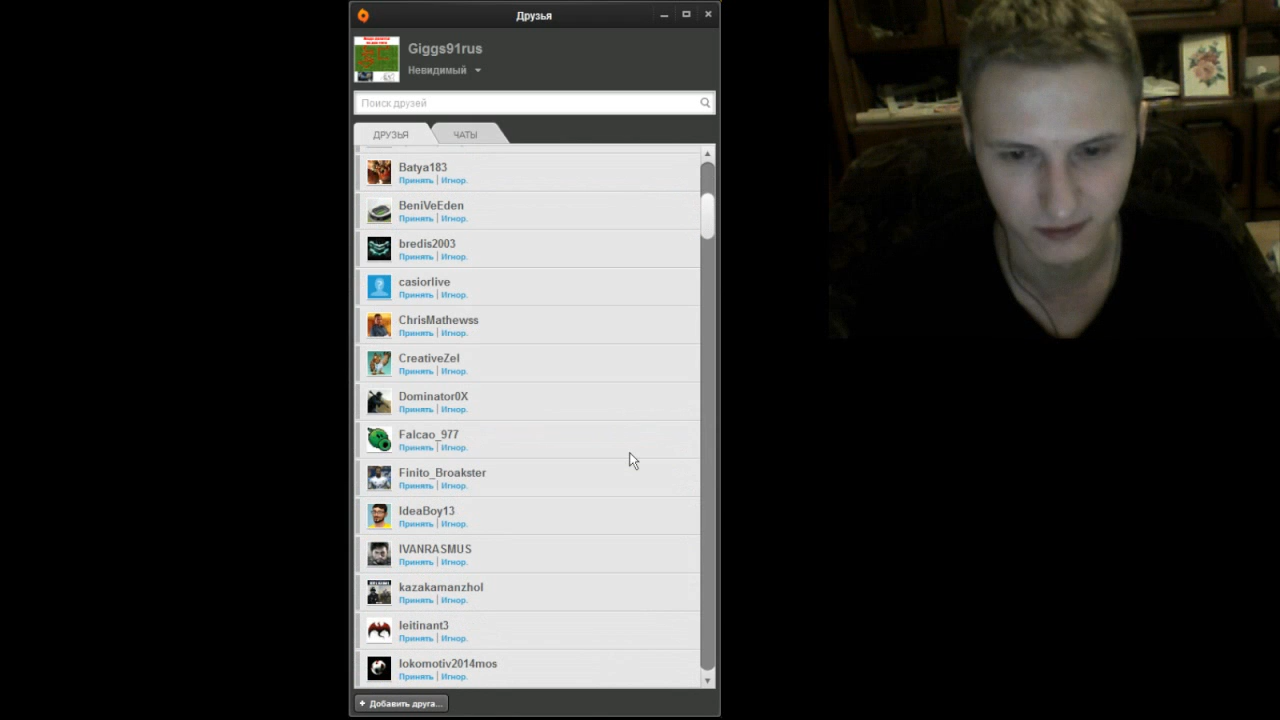 Друзья
Giggs91rus
Невидимый
Поиск друзей
ДРУЗЬЯ
ЧАТЫ
Batya183
Принять | Игнор.
BeniVeEden
Принять | Игнор.
bredis2003
Принять | Игнор.
casiorlive
Принять | Игнор.
ChrisMathewss
Принять | Игнор.
CreativeZel
Принять | Игнор.
Dominator0X
Принять | Игнор.
Falcao_977
Принять | Игнор.
Finito_Broakster
Принять | Игнор.
IdeaBoy13
Принять | Игнор.
IVANRASMUS
Принять | Игнор.
kazakamanzhol
Принять | Игнор.
leitinant3
Принять | Игнор.
lokomotiv2014mos
Принять | Игнор.
+ Добавить друга...